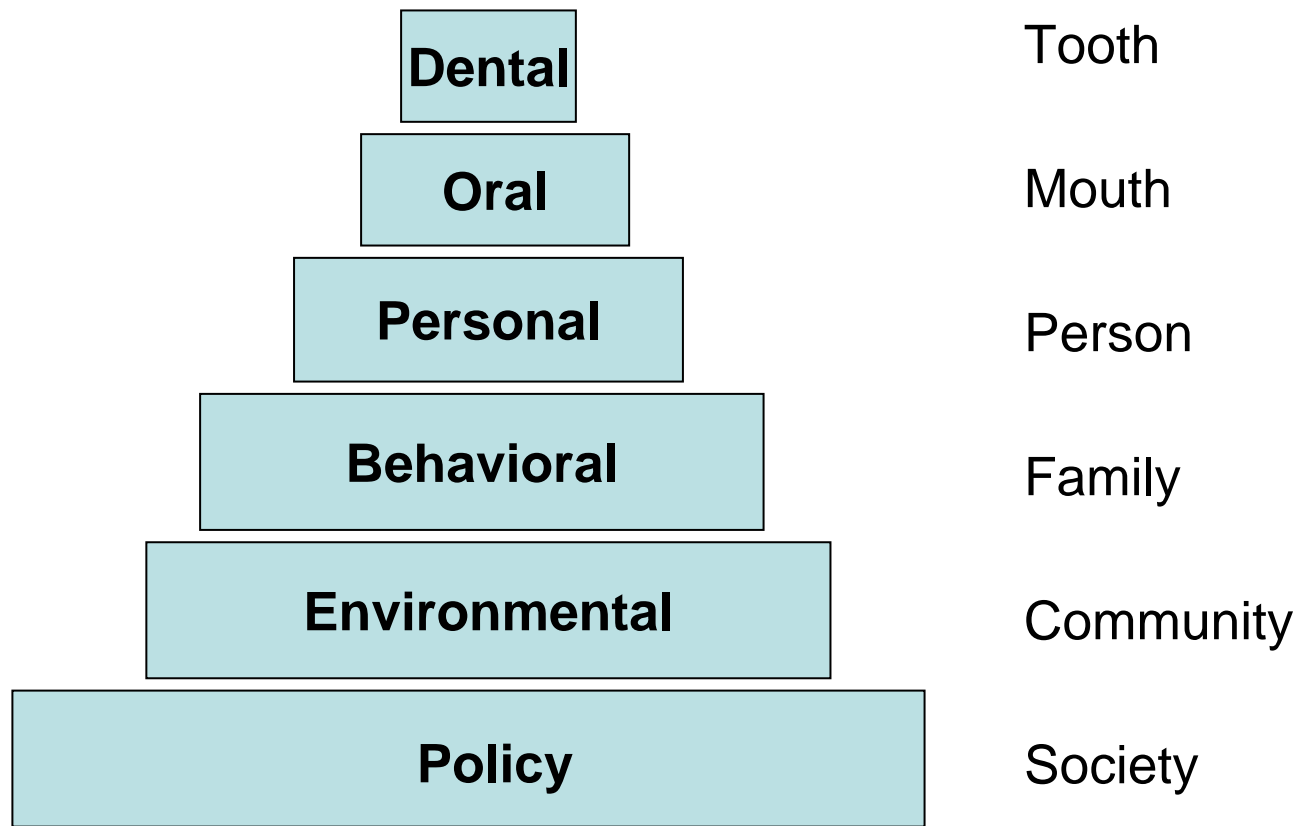 Dental
Tooth
Oral
Mouth
Personal
Person
Behavioral
Family
Environmental
Community
Policy
Society